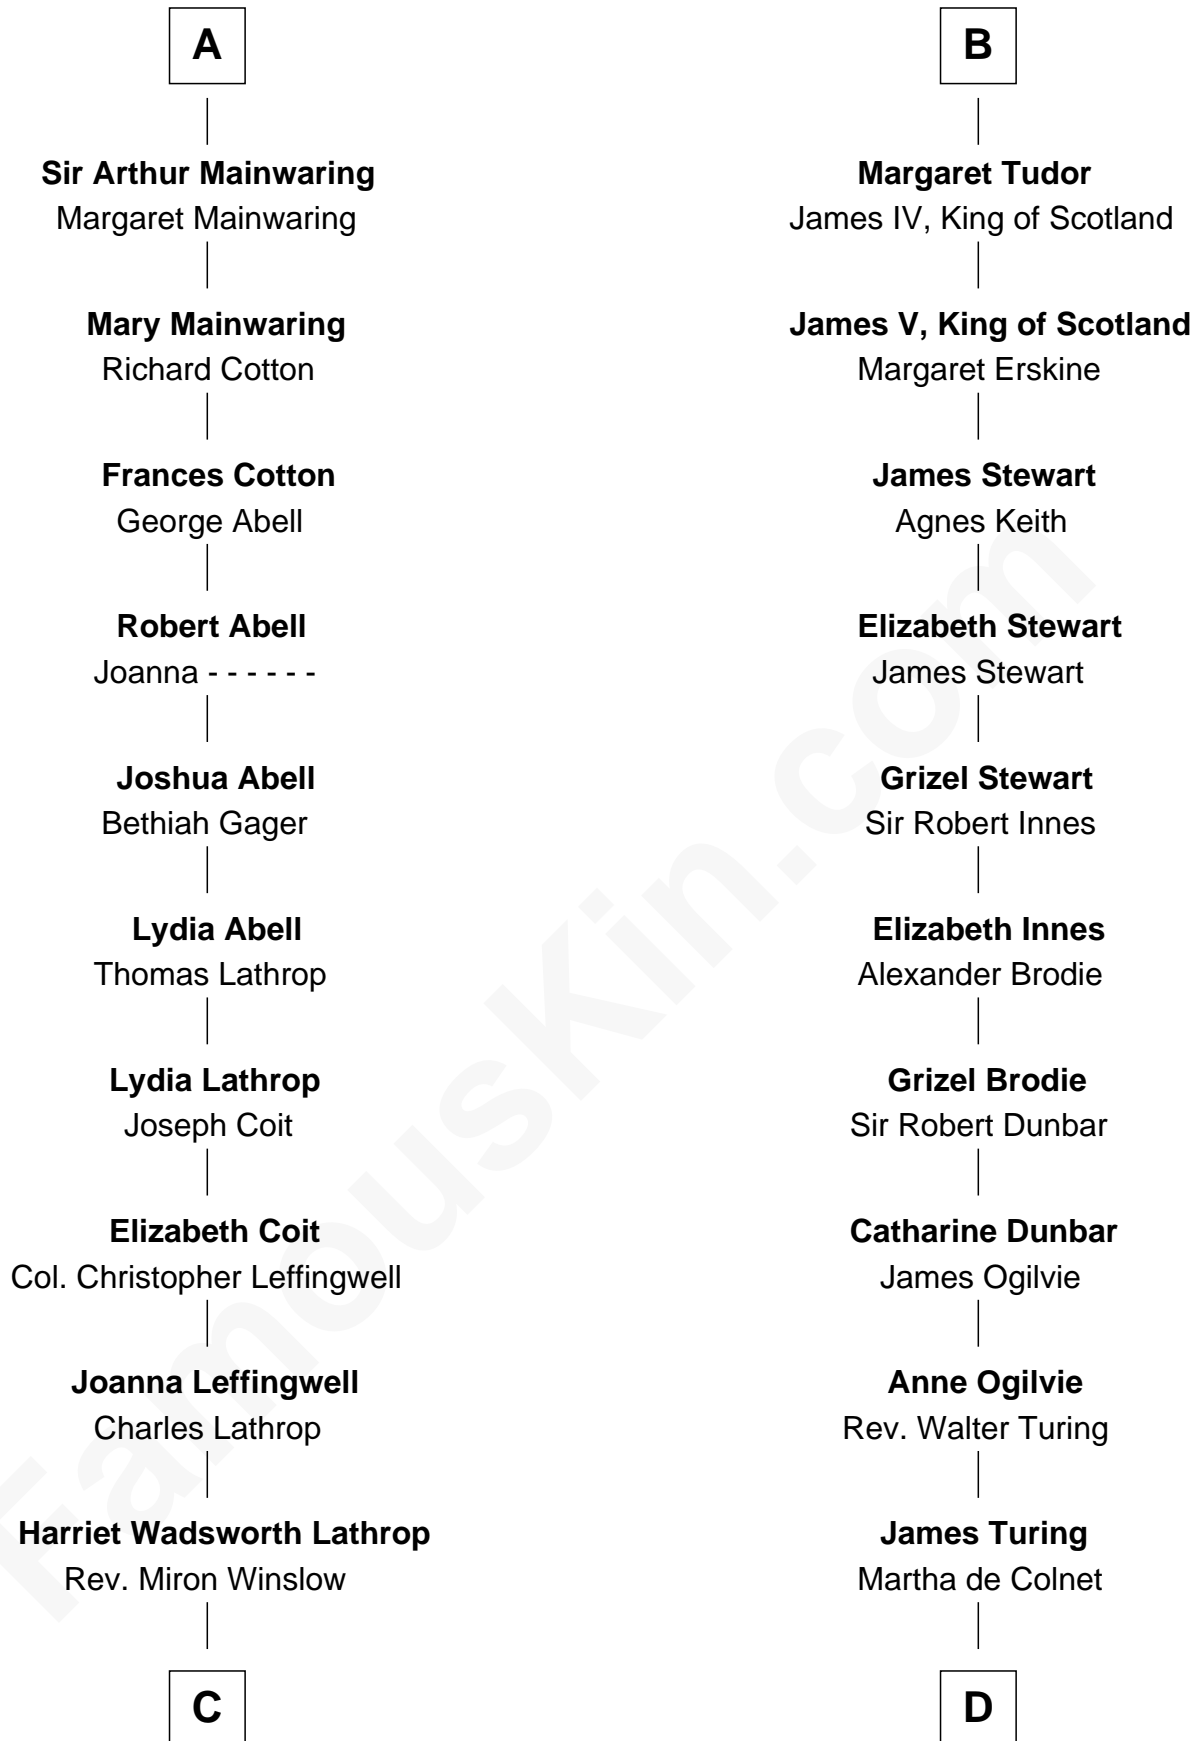 A
Sir Arthur Mainwaring
Margaret Mainwaring
Mary Mainwaring
Richard Cotton
Frances Cotton
George Abell
Robert Abell
Joanna - - - - - -
Joshua Abell
Bethiah Gager
Lydia Abell
Thomas Lathrop
Lydia Lathrop
Joseph Coit
Elizabeth Coit
Col. Christopher Leffingwell
Joanna Leffingwell
Charles Lathrop
Harriet Wadsworth Lathrop
Rev. Miron Winslow
C
B
Margaret Tudor
James IV, King of Scotland
James V, King of Scotland
Margaret Erskine
James Stewart
Agnes Keith
Elizabeth Stewart
James Stewart
Grizel Stewart
Sir Robert Innes
Elizabeth Innes
Alexander Brodie
Grizel Brodie
Sir Robert Dunbar
Catharine Dunbar
James Ogilvie
Anne Ogilvie
Rev. Walter Turing
James Turing
Martha de Colnet
D
FamousKin.com